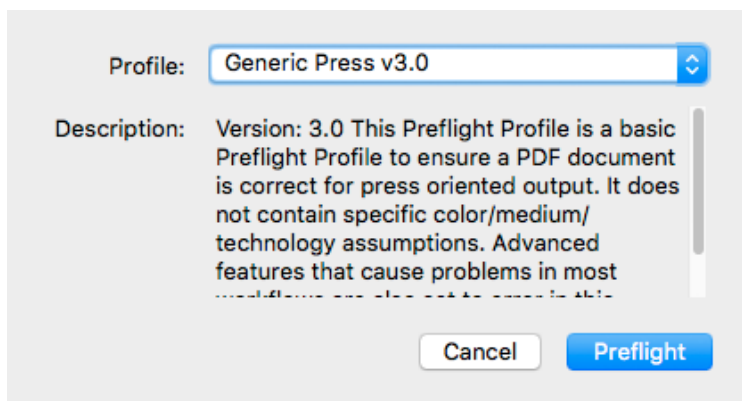 Profile: Generic Press v3.0
Description: Version: 3.0 This Preflight Profile is a basic
Preflight Profile to ensure a PDF document
is correct for press oriented output. It does
not contain specific color/medium/
technology assumptions. Advanced
features that cause problems in most
Cancel Preflight